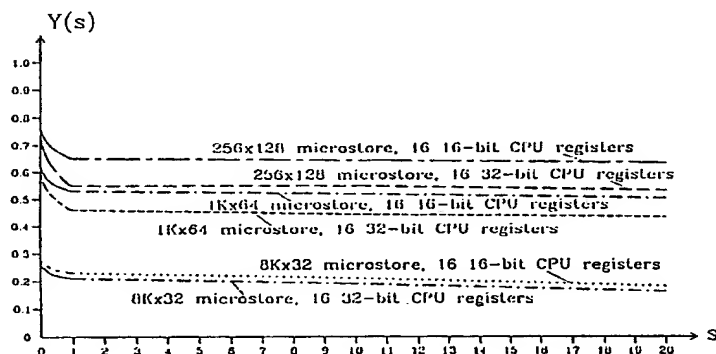 Y(s)
1.0
0.9
0.8
0.7
0.6
0.5
0.4
0.3
0.2
0.1
0
256x128 microstore, 16 16-bit CPU registers
256x128 microstore, 16 32-bit CPU registers
1Kx64 microstore, 16 16-bit CPU registers
1Kx64 microstore, 16 32-bit CPU registers
8Kx32 microstore, 16 16-bit CPU registers
8Kx32 microstore, 16 32-bit CPU registers
0 1 2 3 4 5 6 7 8 9 10 11 12 13 14 15 16 17 18 19 20
S